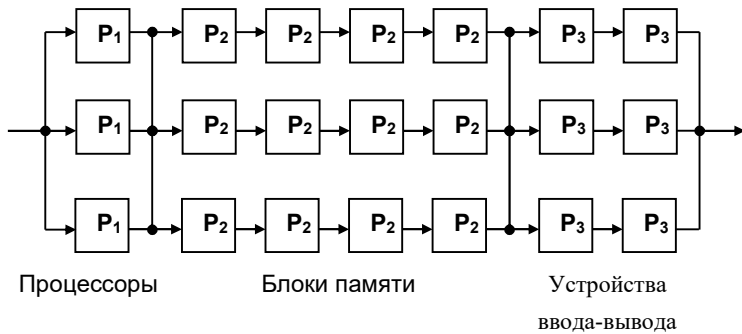 P₁ P₂ P₂ P₂ P₂ P₃ P₃
P₁ P₂ P₂ P₂ P₂ P₃ P₃
P₁ P₂ P₂ P₂ P₂ P₃ P₃
Процессоры Блоки памяти Устройства
ввода-вывода